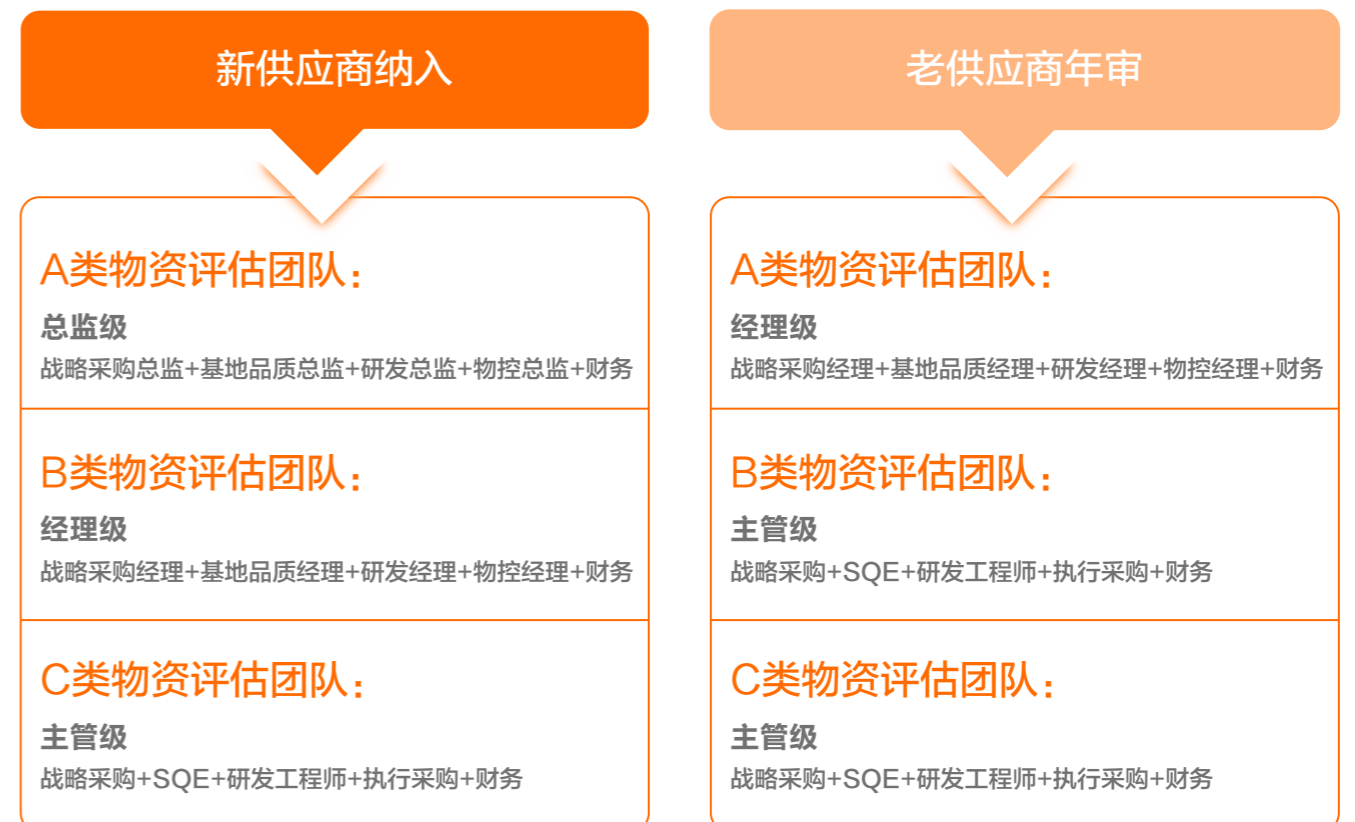 新供应商纳入
A类物资评估团队：
总监级
战略采购总监+基地品质总监+研发总监+物控总监+财务
B类物资评估团队：
经理级
战略采购经理+基地品质经理+研发经理+物控经理+财务
C类物资评估团队：
主管级
战略采购+SQE+研发工程师+执行采购+财务
老供应商年审
A类物资评估团队：
经理级
战略采购经理+基地品质经理+研发经理+物控经理+财务
B类物资评估团队：
主管级
战略采购+SQE+研发工程师+执行采购+财务
C类物资评估团队：
主管级
战略采购+SQE+研发工程师+执行采购+财务